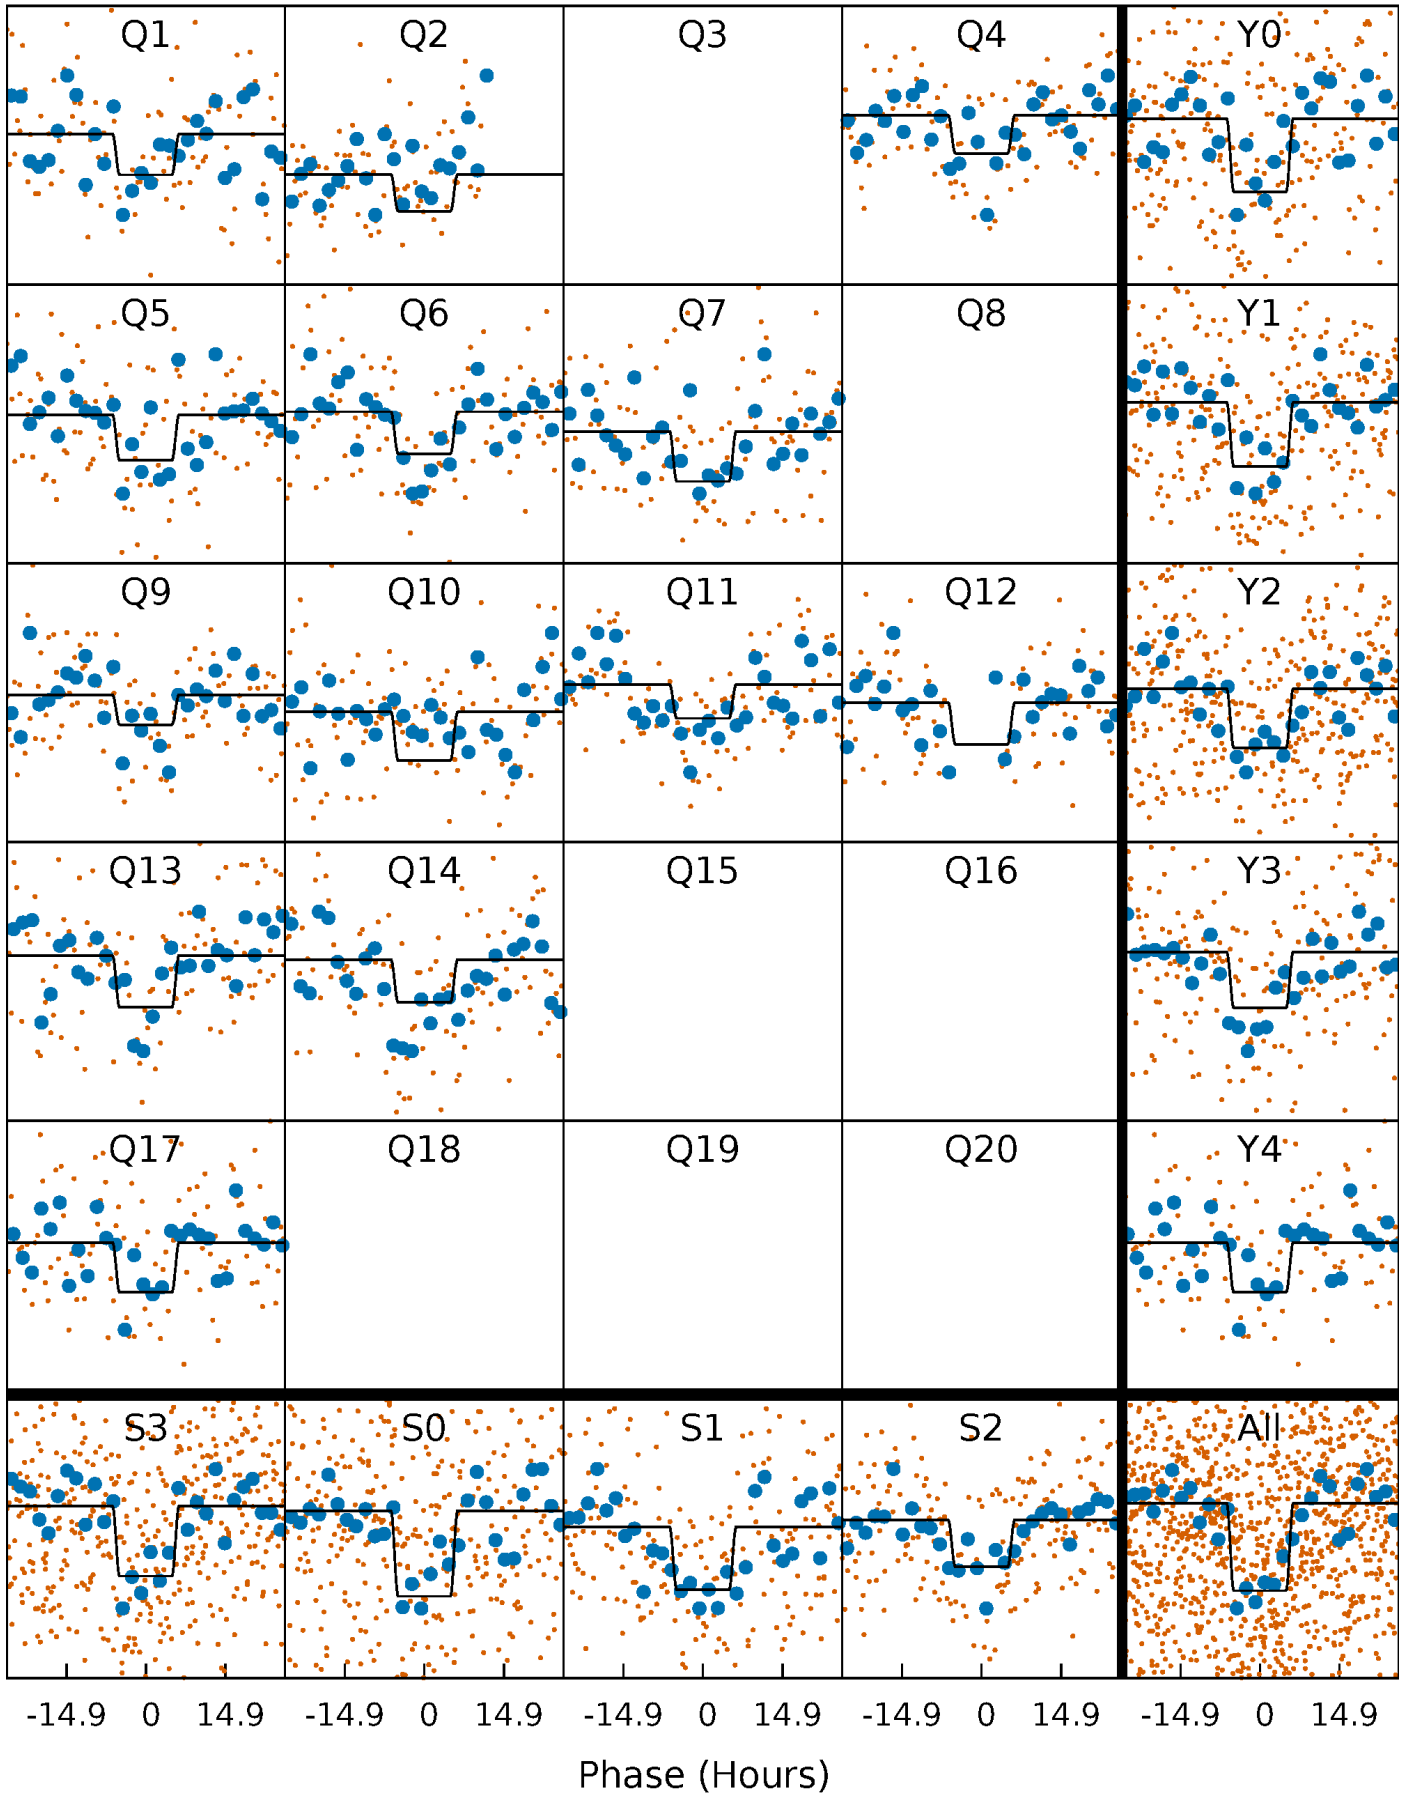 Q1 Q2 Q3 Q4 Y0
Q5 Q6 Q7 Q8 Y1
Q9 Q10 Q11 Q12 Y2
Q13 Q14 Q15 Q16 Y3
Q17 Q18 Q19 Q20 Y4
S3 S0 S1 S2 All
-14.9 0 14.9 -14.9 0 14.9 -14.9 0 14.9 -14.9 0 14.9 -14.9 0 14.9
Phase (Hours)